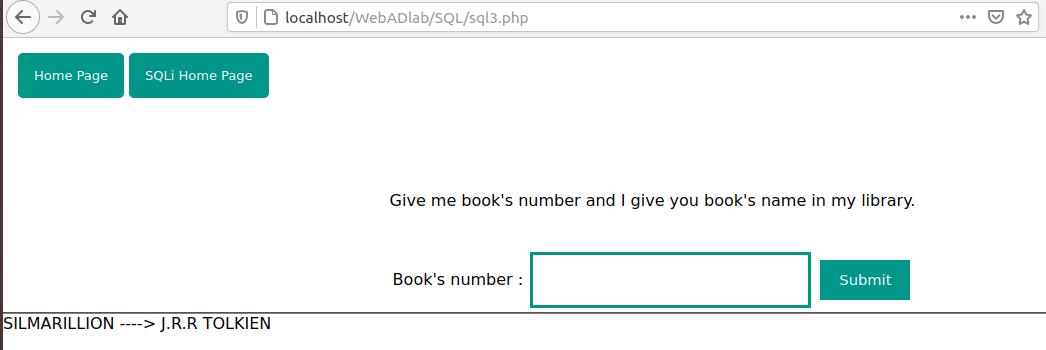 localhost/WebADlab/SQL/sql3.php
Home Page SQLi Home Page
Give me book's number and I give you book's name in my library.
Book's number : Submit
SILMARILLION ----> J.R.R TOLKIEN